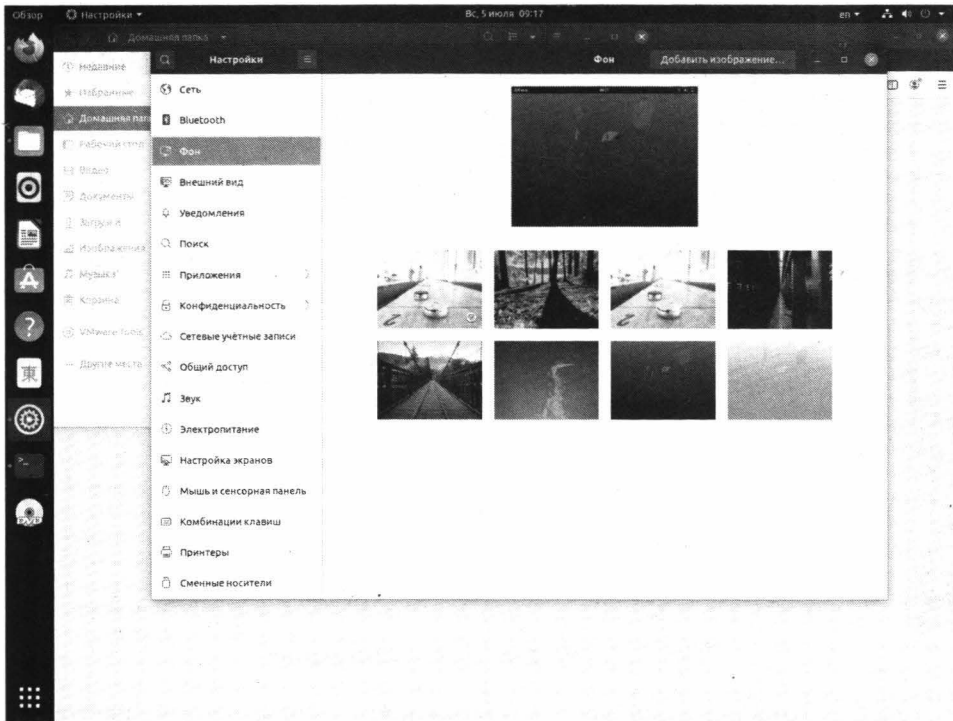 Обзор
Настройки
Вс, 5 июля 09:17
en
Домашняя папка
Недавние
Избранные
Домашняя пап
Рабочий стол
Видео
Документы
Загрузки
Изображения
Музыка
Корзина
VMware Tools
Другие места
Настройки
Фон
Добавить изображение...
Сеть
Bluetooth
Фон
Внешний вид
Уведомления
Поиск
Приложения
Конфиденциальность
Сетевые учётные записи
Общий доступ
Звук
Электропитание
Настройка экранов
Мышь и сенсорная панель
Комбинации клавиш
Принтеры
Сменные носители